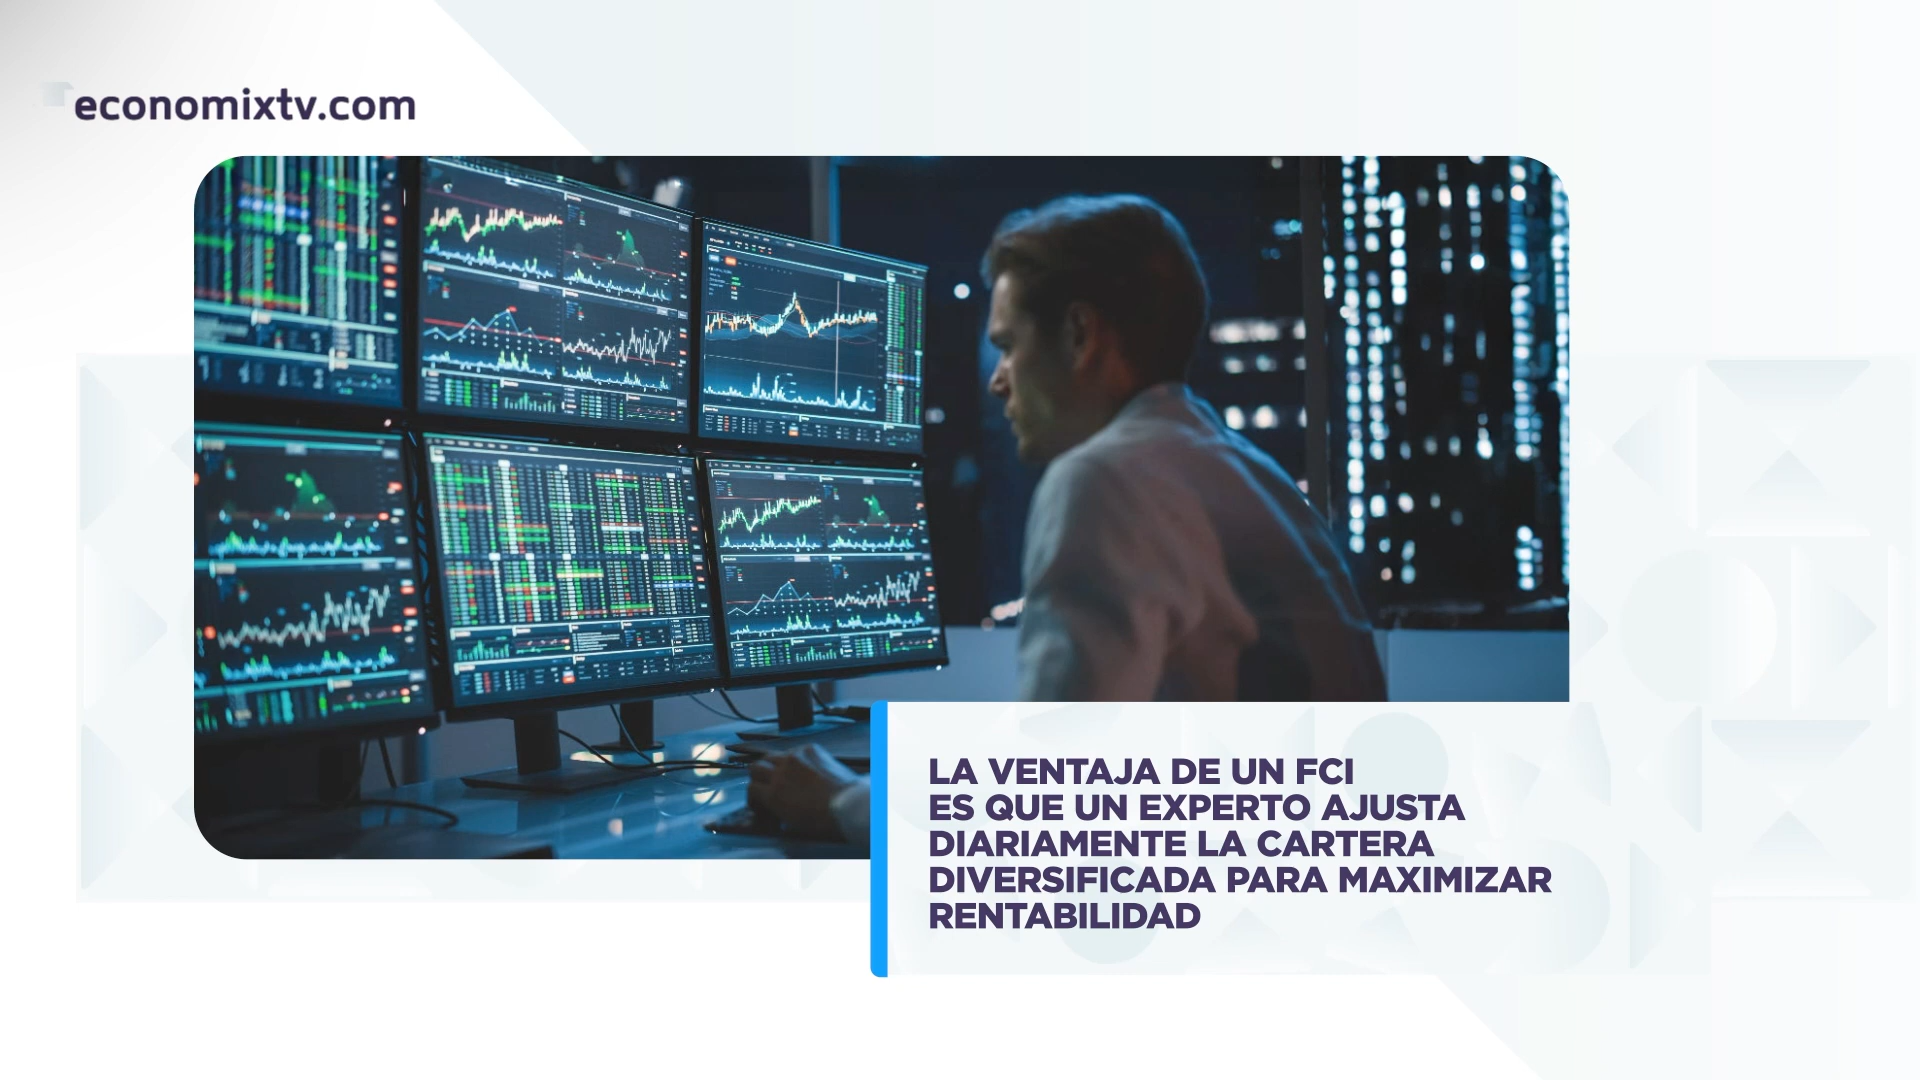 economixtv.com
LA VENTAJA DE UN FCI
ES QUE UN EXPERTO AJUSTA
DIARIAMENTE LA CARTERA
DIVERSIFICADA PARA MAXIMIZAR
RENTABILIDAD